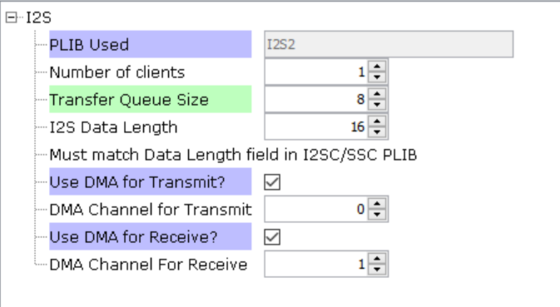 I2S
PLIB Used I2S2
Number of clients 1
Transfer Queue Size 8
I2S Data Length 16
Must match Data Length field in I2SC/SSC PLIB
Use DMA for Transmit?
DMA Channel for Transmit 0
Use DMA for Receive?
DMA Channel For Receive 1